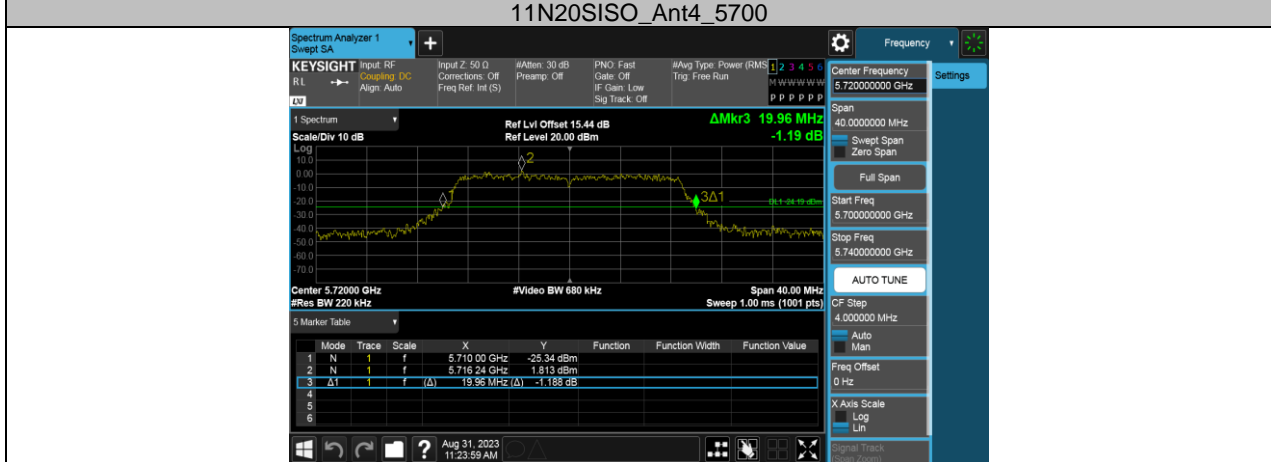 11N20SISO_Ant4_5700
Spectrum Analyzer 1
Swept SA
+
Frequency
KEYSIGHT Input: RF Input Z: 50 Ω #Atten: 30 dB PNO: Fast #Avg Type: Power (RMS 1 2 3 4 5 6
RL Coupling: DC Corrections: Off Preamp: Off Gate: Off Trig: Free Run M W W W W W
Align: Auto Freq Ref: Int (S) IF Gain: Low P P P P P P
LXI Sig Track: Off
1 Spectrum Ref Lvl Offset 15.44 dB ΔMkr3 19.96 MHz
Scale/Div 10 dB Ref Level 20.00 dBm -1.19 dB
Log
10.0
0.00
-10.0
-20.0
-30.0
-40.0
-50.0
-60.0
-70.0
1
2
3Δ1
DL1 -24.19 dBm
Center 5.72000 GHz #Video BW 680 kHz Span 40.00 MHz
#Res BW 220 kHz Sweep 1.00 ms (1001 pts)
5 Marker Table
Mode Trace Scale X Y Function Function Width Function Value
1 N 1 f 5.710 00 GHz -25.34 dBm
2 N 1 f 5.716 24 GHz 1.813 dBm
3 Δ1 1 f (Δ) 19.96 MHz (Δ) -1.188 dB
4
5
6
?
Aug 31, 2023
11:23:59 AM
Center Frequency
5.720000000 GHz
Settings
Span
40.0000000 MHz
Swept Span
Zero Span
Full Span
Start Freq
5.700000000 GHz
Stop Freq
5.740000000 GHz
AUTO TUNE
CF Step
4.000000 MHz
Auto
Man
Freq Offset
0 Hz
X Axis Scale
Log
Lin
Signal Track
(Span Zoom)